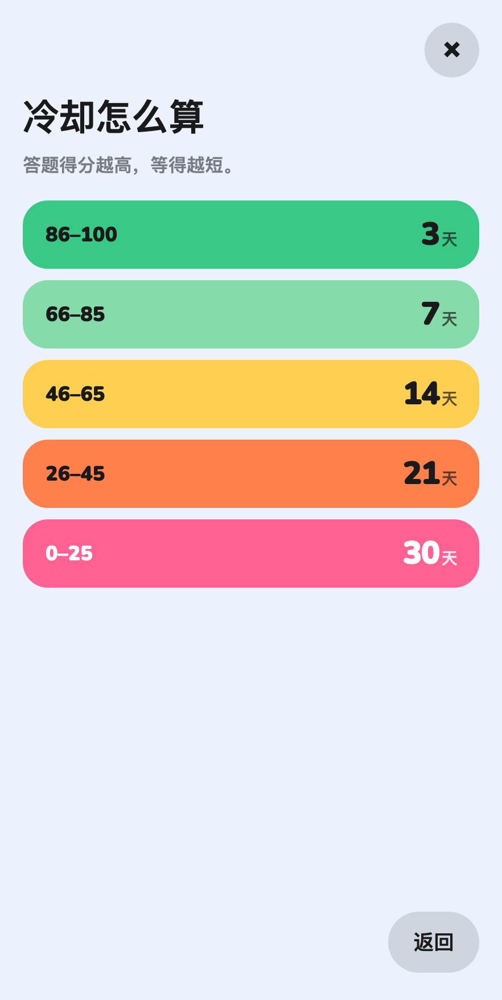 冷却怎么算
答题得分越高，等得越短。
86–100 3天
66–85 7天
46–65 14天
26–45 21天
0–25 30天
返回